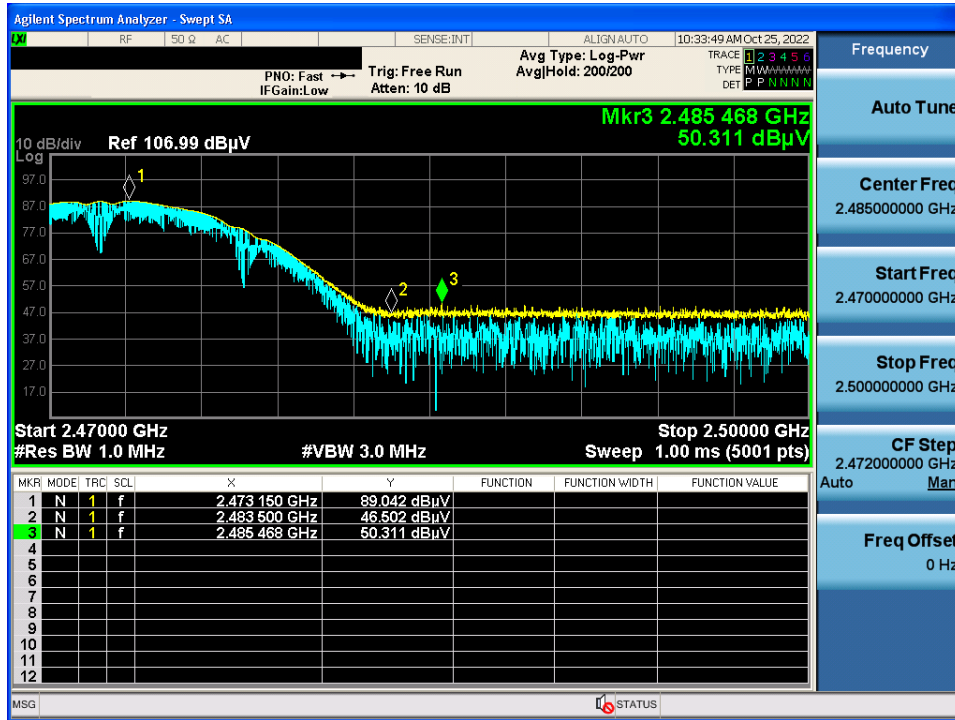 Agilent Spectrum Analyzer - Swept SA
LXI RF 50 Ω AC SENSE:INT ALIGN AUTO 10:33:49 AM Oct 25, 2022
PNO: Fast Trig: Free Run Avg Type: Log-Pwr TRACE 1 2 3 4 5 6
IFGain:Low Atten: 10 dB Avg|Hold: 200/200 TYPE M W W W W W
DET P P N N N N
Mkr3 2.485 468 GHz
50.311 dBµV
10 dB/div Ref 106.99 dBµV
Log
97.0
87.0
77.0
67.0
57.0
47.0
37.0
27.0
17.0
1
2
3
Start 2.47000 GHz Stop 2.50000 GHz
#Res BW 1.0 MHz #VBW 3.0 MHz Sweep 1.00 ms (5001 pts)
MKR MODE TRC SCL X Y FUNCTION FUNCTION WIDTH FUNCTION VALUE
1 N 1 f 2.473 150 GHz 89.042 dBµV
2 N 1 f 2.483 500 GHz 46.502 dBµV
3 N 1 f 2.485 468 GHz 50.311 dBµV
4
5
6
7
8
9
10
11
12
MSG STATUS
Frequency
Auto Tune
Center Freq
2.485000000 GHz
Start Freq
2.470000000 GHz
Stop Freq
2.500000000 GHz
CF Step
2.472000000 GHz
Auto Man
Freq Offset
0 Hz